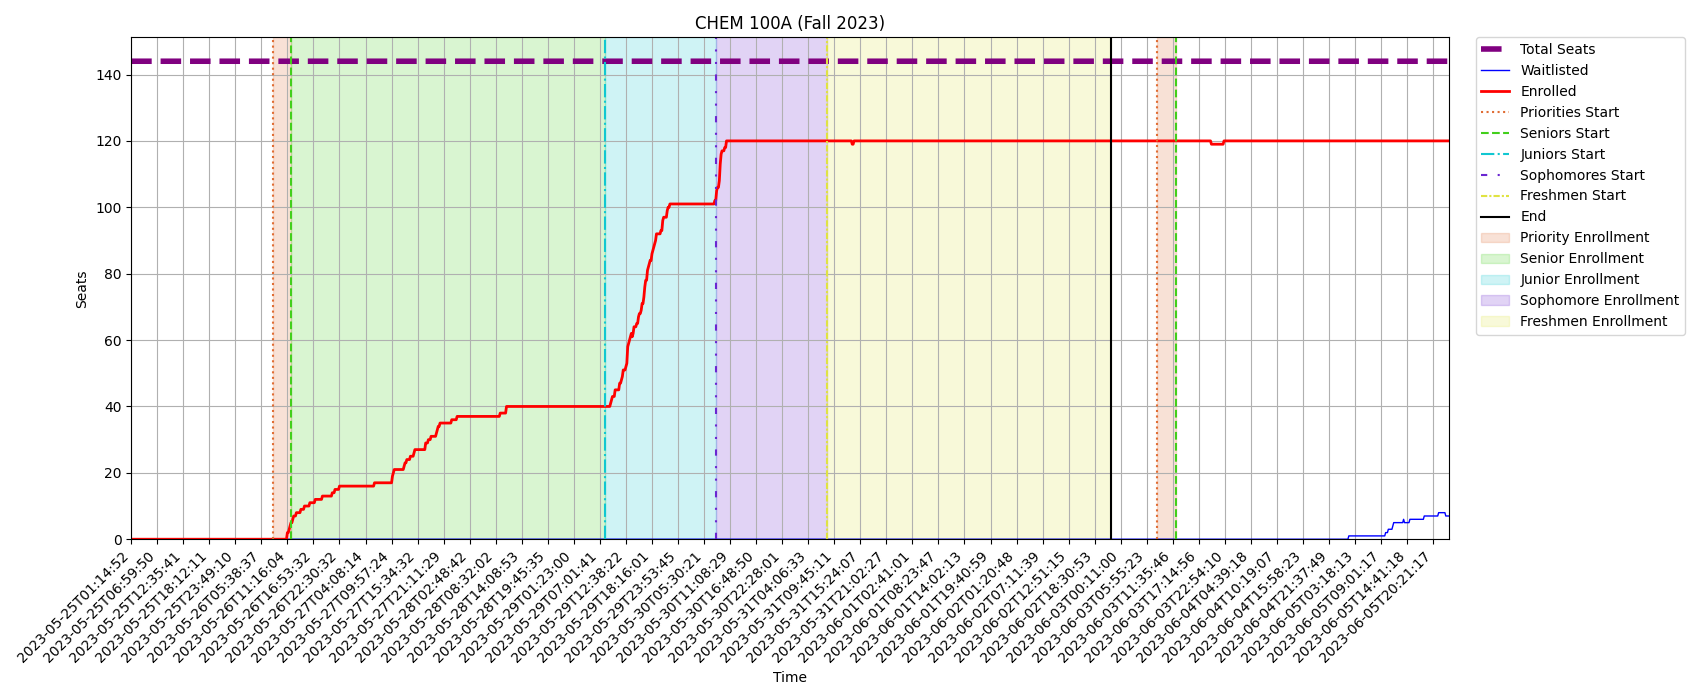 CHEM 100A (Fall 2023)
Total Seats
Waitlisted
Enrolled
Priorities Start
Seniors Start
Juniors Start
Sophomores Start
Freshmen Start
End
Priority Enrollment
Senior Enrollment
Junior Enrollment
Sophomore Enrollment
Freshmen Enrollment
Seats
140
120
100
80
60
40
20
0
2023-05-25T01:14:52
2023-05-25T06:59:50
2023-05-25T12:35:41
2023-05-25T18:12:11
2023-05-25T23:49:10
2023-05-26T05:38:37
2023-05-26T11:16:04
2023-05-26T16:53:32
2023-05-26T22:30:32
2023-05-27T04:08:14
2023-05-27T09:57:24
2023-05-27T15:34:32
2023-05-27T21:11:29
2023-05-28T02:48:42
2023-05-28T08:32:02
2023-05-28T14:08:53
2023-05-28T19:45:35
2023-05-29T01:23:00
2023-05-29T07:01:41
2023-05-29T12:38:22
2023-05-29T18:16:01
2023-05-29T23:53:45
2023-05-30T05:30:21
2023-05-30T11:08:29
2023-05-30T16:48:50
2023-05-30T22:28:01
2023-05-31T04:06:33
2023-05-31T09:45:11
2023-05-31T15:24:07
2023-05-31T21:02:27
2023-06-01T02:41:01
2023-06-01T08:23:47
2023-06-01T14:02:13
2023-06-01T19:40:59
2023-06-02T01:20:48
2023-06-02T07:11:39
2023-06-02T12:51:15
2023-06-02T18:30:53
2023-06-03T00:11:00
2023-06-03T05:55:23
2023-06-03T11:35:46
2023-06-03T17:14:56
2023-06-03T22:54:10
2023-06-04T04:39:18
2023-06-04T10:19:07
2023-06-04T15:58:23
2023-06-04T21:37:49
2023-06-05T03:18:13
2023-06-05T09:01:17
2023-06-05T14:41:18
2023-06-05T20:21:17
Time